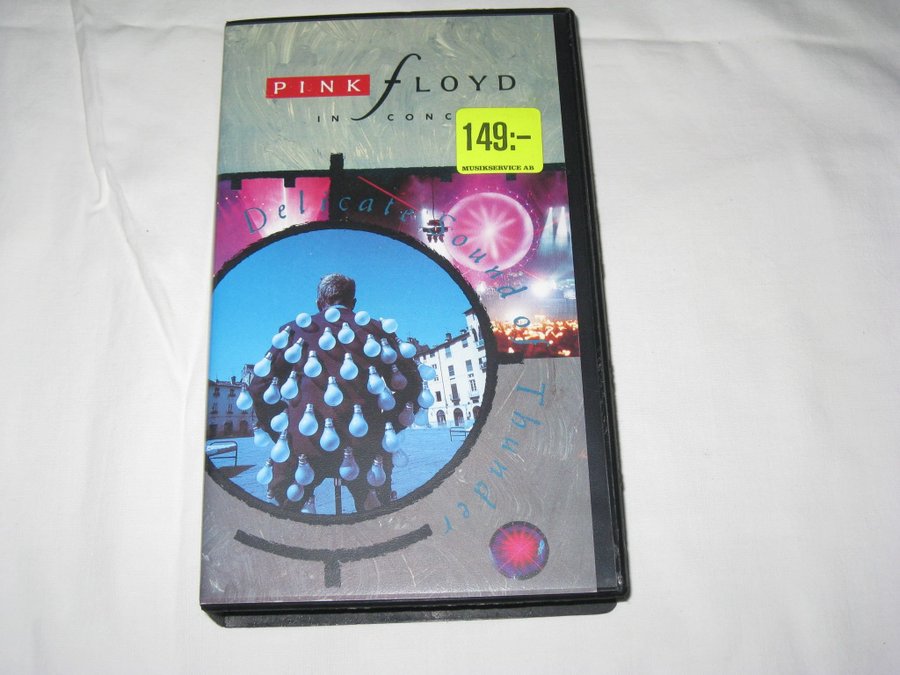 PINK fLOYD
IN CONC
149:-
MUSIKSERVICE AB
Delicate Sound of Thunder